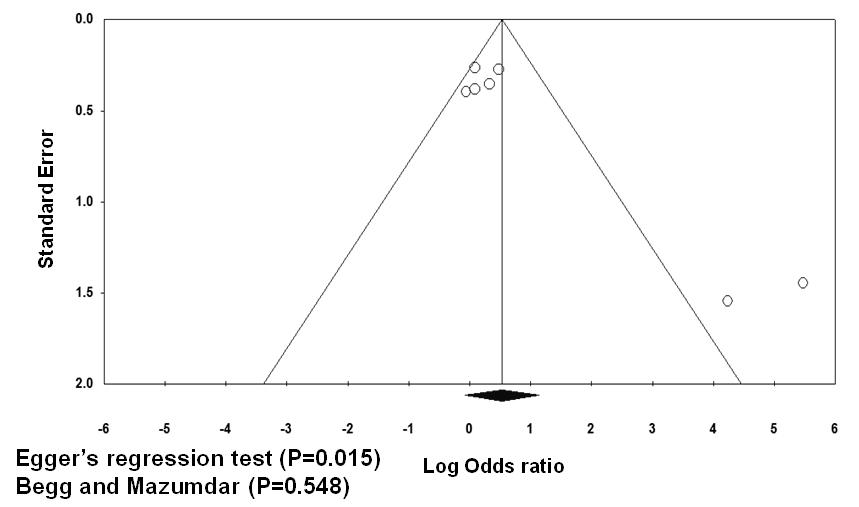 0.0
0.5
1.0
1.5
2.0
Standard Error
-6 -5 -4 -3 -2 -1 0 1 2 3 4 5 6
Log Odds ratio
Egger's regression test (P=0.015)
Begg and Mazumdar (P=0.548)